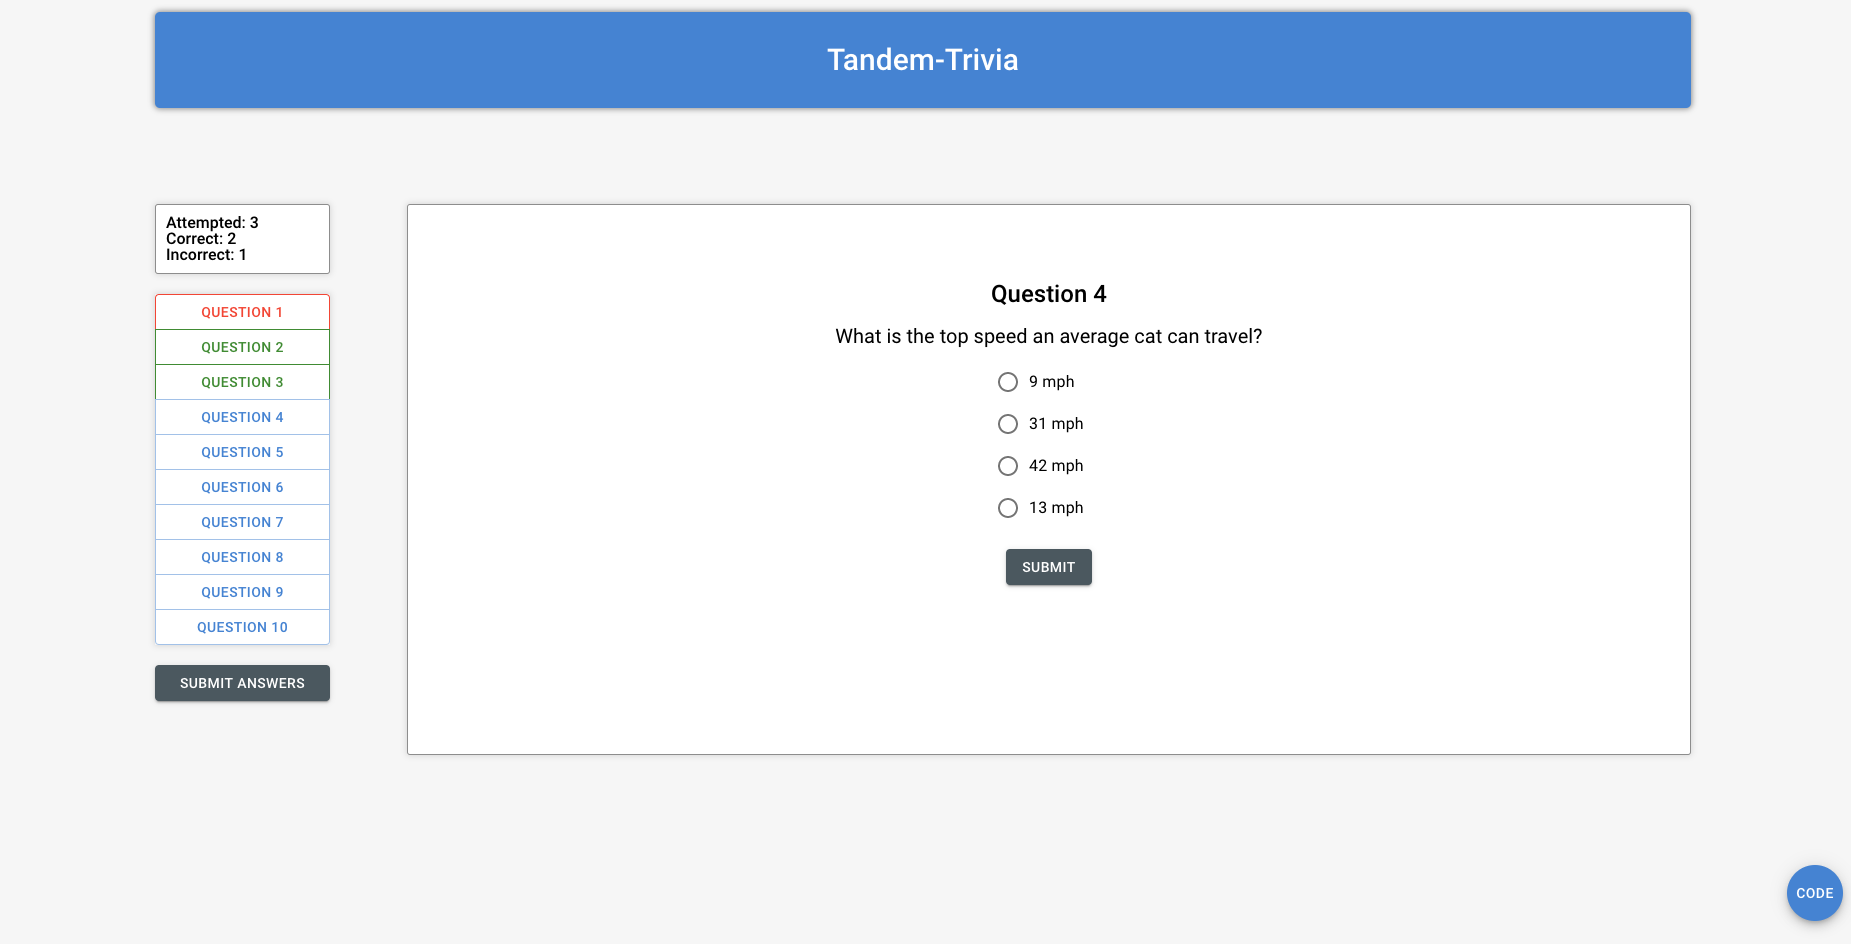 Tandem-Trivia
Attempted: 3
Correct: 2
Incorrect: 1
QUESTION 1
QUESTION 2
QUESTION 3
QUESTION 4
QUESTION 5
QUESTION 6
QUESTION 7
QUESTION 8
QUESTION 9
QUESTION 10
SUBMIT ANSWERS
Question 4
What is the top speed an average cat can travel?
9 mph
31 mph
42 mph
13 mph
SUBMIT
CODE